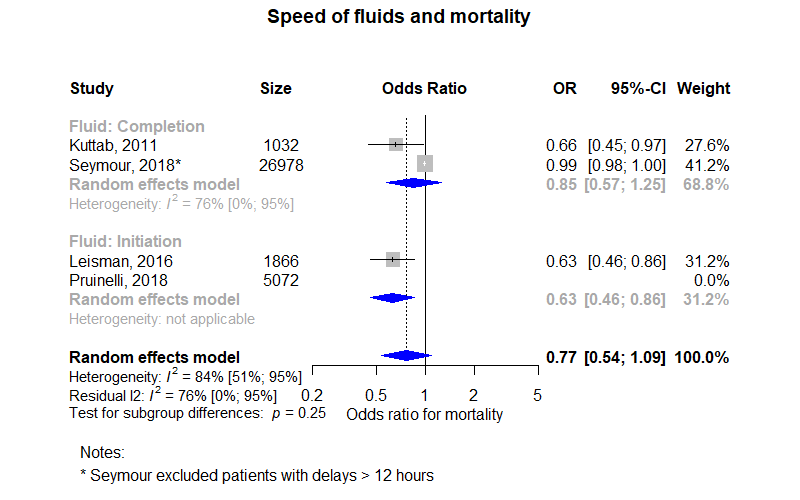 Speed of fluids and mortality
Study Size Odds Ratio OR 95%-CI Weight
Fluid: Completion
Kuttab, 2011 1032 0.66 [0.45; 0.97] 27.6%
Seymour, 2018* 26978 0.99 [0.98; 1.00] 41.2%
Random effects model 0.85 [0.57; 1.25] 68.8%
Heterogeneity: I² = 76% [0%; 95%]
Fluid: Initiation
Leisman, 2016 1866 0.63 [0.46; 0.86] 31.2%
Pruinelli, 2018 5072 0.0%
Random effects model 0.63 [0.46; 0.86] 31.2%
Heterogeneity: not applicable
Random effects model 0.77 [0.54; 1.09] 100.0%
Heterogeneity: I² = 84% [51%; 95%]
Residual I2: I² = 76% [0%; 95%] 0.2 0.5 1 2 5
Test for subgroup differences: p = 0.25 Odds ratio for mortality
Notes:
* Seymour excluded patients with delays > 12 hours